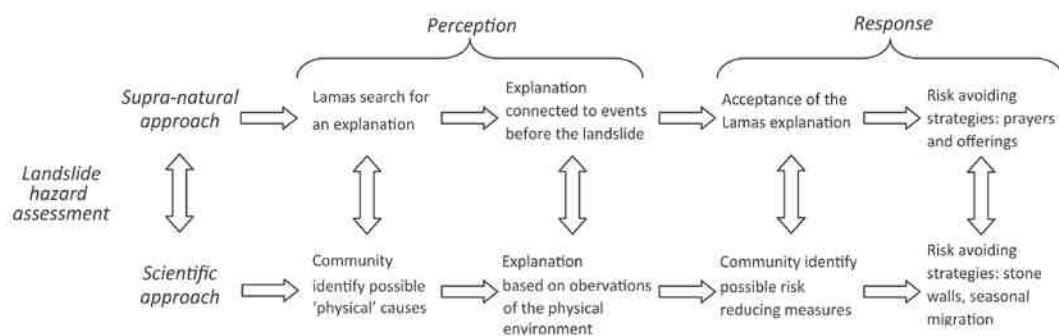 Perception
Response
Supra-natural
approach
Lamas search for
an explanation
Explanation
connected to events
before the landslide
Acceptance of the
Lamas explanation
Risk avoiding
strategies: prayers
and offerings
Landslide
hazard
assessment
Scientific
approach
Community
identify possible
‘physical’ causes
Explanation
based on obervations
of the physical
environment
Community identify
possible risk
reducing measures
Risk avoiding
strategies: stone
walls, seasonal
migration